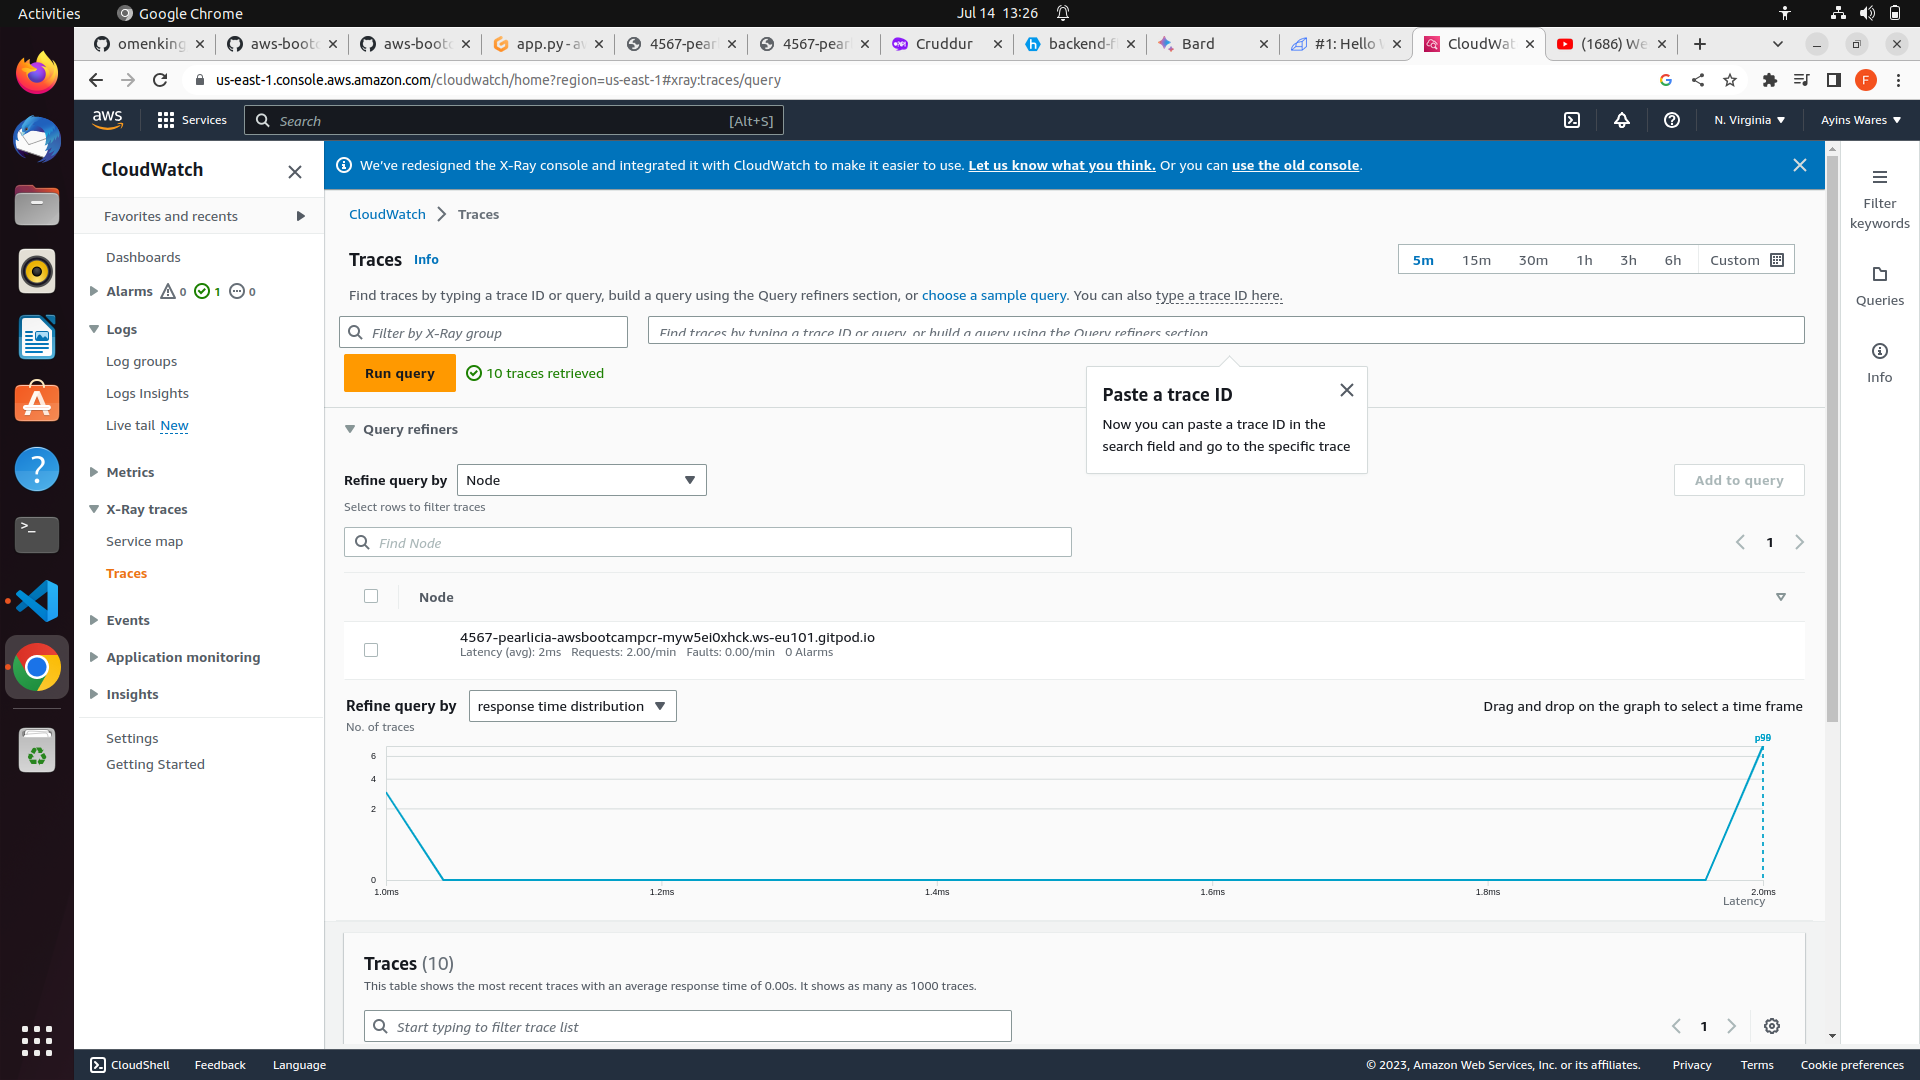 Activities
Google Chrome
Jul 14 13:26
omenking
aws-bootc
aws-bootc
app.py - aw
4567-pearl
4567-pear
Cruddur
backend-fl
Bard
#1: Hello W
CloudWat
(1686) We
us-east-1.console.aws.amazon.com/cloudwatch/home?region=us-east-1#xray:traces/query
F
aws
Services
Search
[Alt+S]
N. Virginia
Ayins Wares
CloudWatch
Favorites and recents
Dashboards
Alarms 0 1 0
Logs
Log groups
Logs Insights
Live tail New
Metrics
X-Ray traces
Service map
Traces
Events
Application monitoring
Insights
Settings
Getting Started
We've redesigned the X-Ray console and integrated it with CloudWatch to make it easier to use. Let us know what you think. Or you can use the old console.
CloudWatch
Traces
Traces Info
5m 15m 30m 1h 3h 6h Custom
Find traces by typing a trace ID or query, build a query using the Query refiners section, or choose a sample query. You can also type a trace ID here.
Filter by X-Ray group
Find traces by typing a trace ID or query, or build a query using the Query refiners section
Run query
10 traces retrieved
Paste a trace ID
Now you can paste a trace ID in the
search field and go to the specific trace
Query refiners
Refine query by Node
Add to query
Select rows to filter traces
Find Node
1
Node
4567-pearlicia-awsbootcampcr-myw5ei0xhck.ws-eu101.gitpod.io
Latency (avg): 2ms Requests: 2.00/min Faults: 0.00/min 0 Alarms
Refine query by response time distribution
Drag and drop on the graph to select a time frame
No. of traces
6
4
2
0
1.0ms 1.2ms 1.4ms 1.6ms 1.8ms 2.0ms
Latency
Traces (10)
This table shows the most recent traces with an average response time of 0.00s. It shows as many as 1000 traces.
Start typing to filter trace list
1
Filter
keywords
Queries
Info
CloudShell
Feedback
Language
© 2023, Amazon Web Services, Inc. or its affiliates.
Privacy
Terms
Cookie preferences